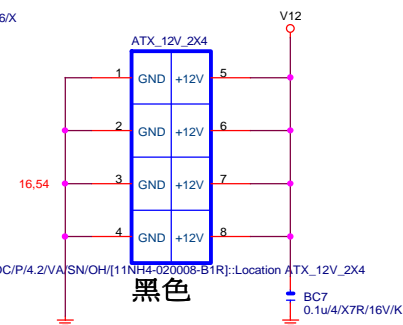 6/X
V12
ATX_12V_2X4
1 GND +12V 5
2 GND +12V 6
3 GND +12V 7
4 GND +12V 8
16,54
OC/P/4.2/VA/SN/OH/[11NH4-020008-B1R]::Location ATX_12V_2X4
黑色
BC7
0.1u/4/X7R/16V/K